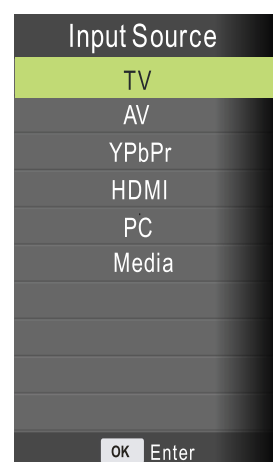 Input Source
TV
AV
YPbPr
HDMI
PC
Media
OK Enter